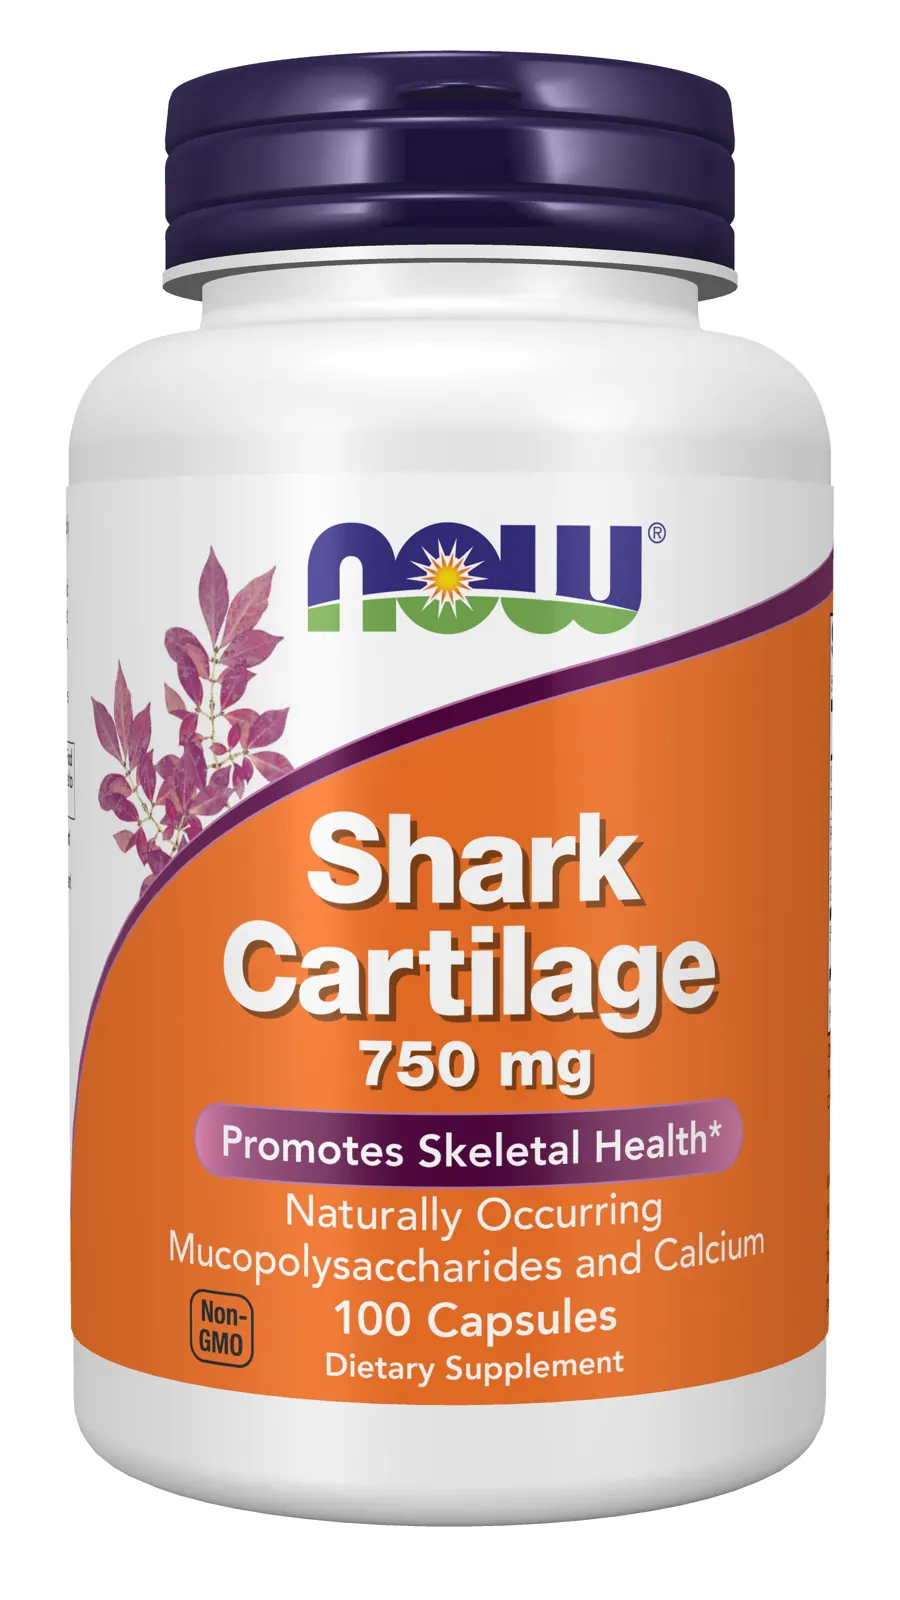 now®
Shark
Cartilage
750 mg
Promotes Skeletal Health*
Naturally Occurring
Mucopolysaccharides and Calcium
100 Capsules
Dietary Supplement
Non-
GMO